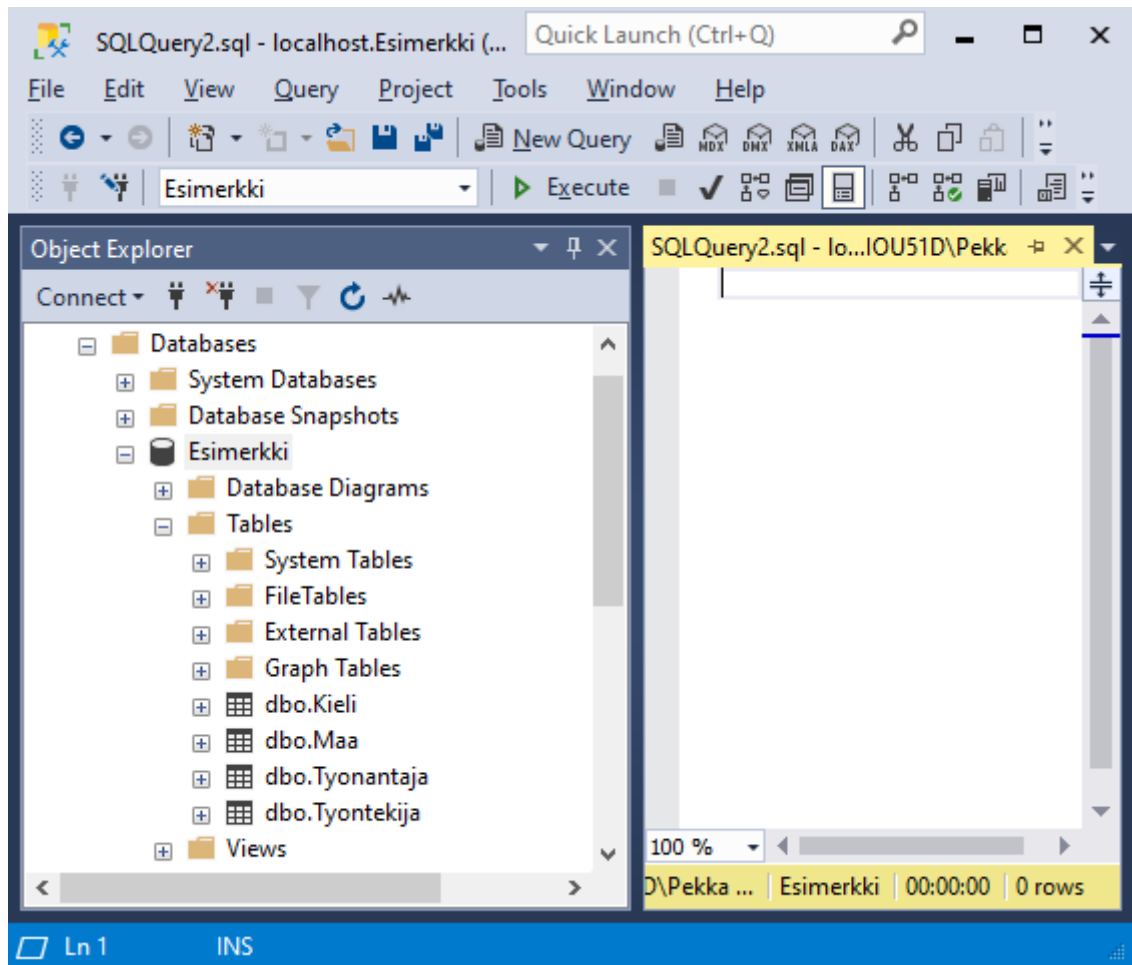 SQLQuery2.sql - localhost.Esimerkki (...
Quick Launch (Ctrl+Q)
File Edit View Query Project Tools Window Help
New Query MDX DMX XMLA DAX
Esimerkki Execute
Object Explorer
Connect
Databases
System Databases
Database Snapshots
Esimerkki
Database Diagrams
Tables
System Tables
FileTables
External Tables
Graph Tables
dbo.Kieli
dbo.Maa
dbo.Tyonantaja
dbo.Tyontekija
Views
SQLQuery2.sql - lo...IOU51D\Pekk
100 %
D\Pekka ... Esimerkki 00:00:00 0 rows
Ln 1 INS